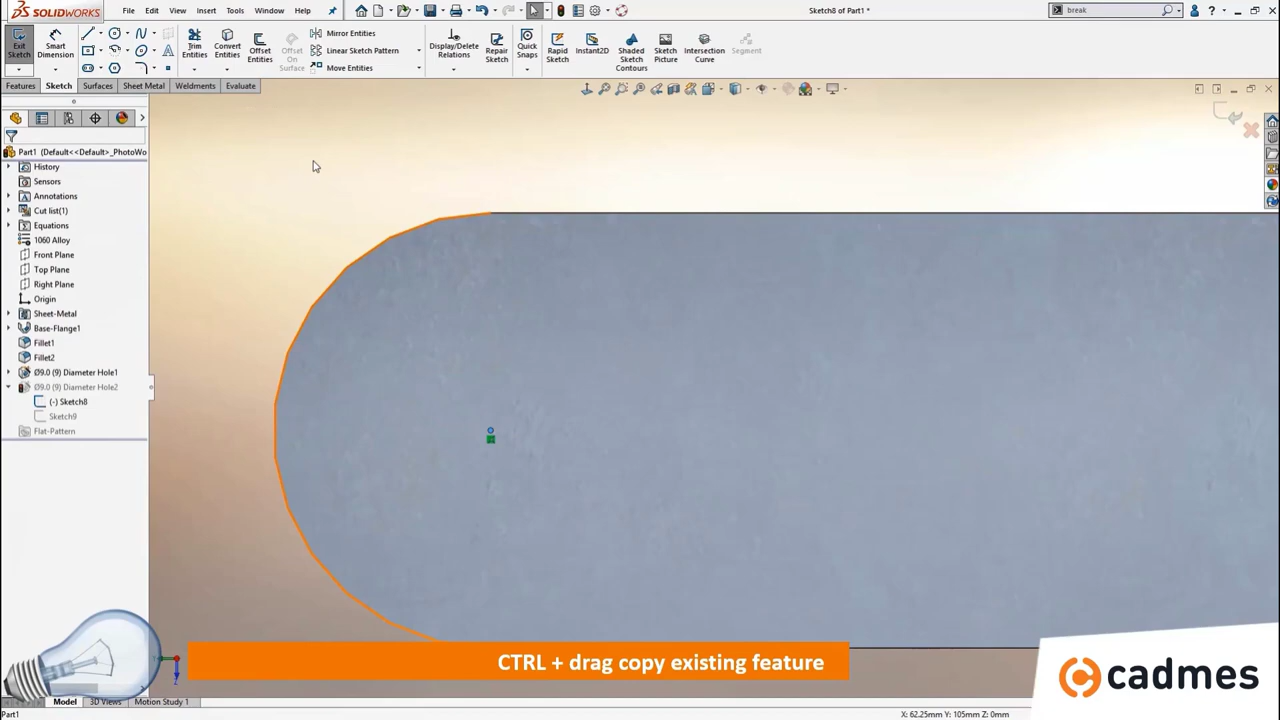 SOLIDWORKS
File Edit View Insert Tools Window Help
Sketch8 of Part1 *
break
Exit Sketch
Smart Dimension
Trim Entities
Convert Entities
Offset Entities
Offset On Surface
Mirror Entities
Linear Sketch Pattern
Move Entities
Display/Delete Relations
Repair Sketch
Quick Snaps
Rapid Sketch
Instant2D
Shaded Sketch Contours
Sketch Picture
Intersection Curve
Segment
Features Sketch Surfaces Sheet Metal Weldments Evaluate
Part1 (Default<<Default>_PhotoWo
History
Sensors
Annotations
Cut list(1)
Equations
1060 Alloy
Front Plane
Top Plane
Right Plane
Origin
Sheet-Metal
Base-Flange1
Fillet1
Fillet2
Ø9.0 (9) Diameter Hole1
Ø9.0 (9) Diameter Hole2
(-) Sketch8
Sketch9
Flat-Pattern
CTRL + drag copy existing feature
cadmes
Model 3D Views Motion Study 1
Part1
X: 62.25mm Y: 105mm Z: 0mm